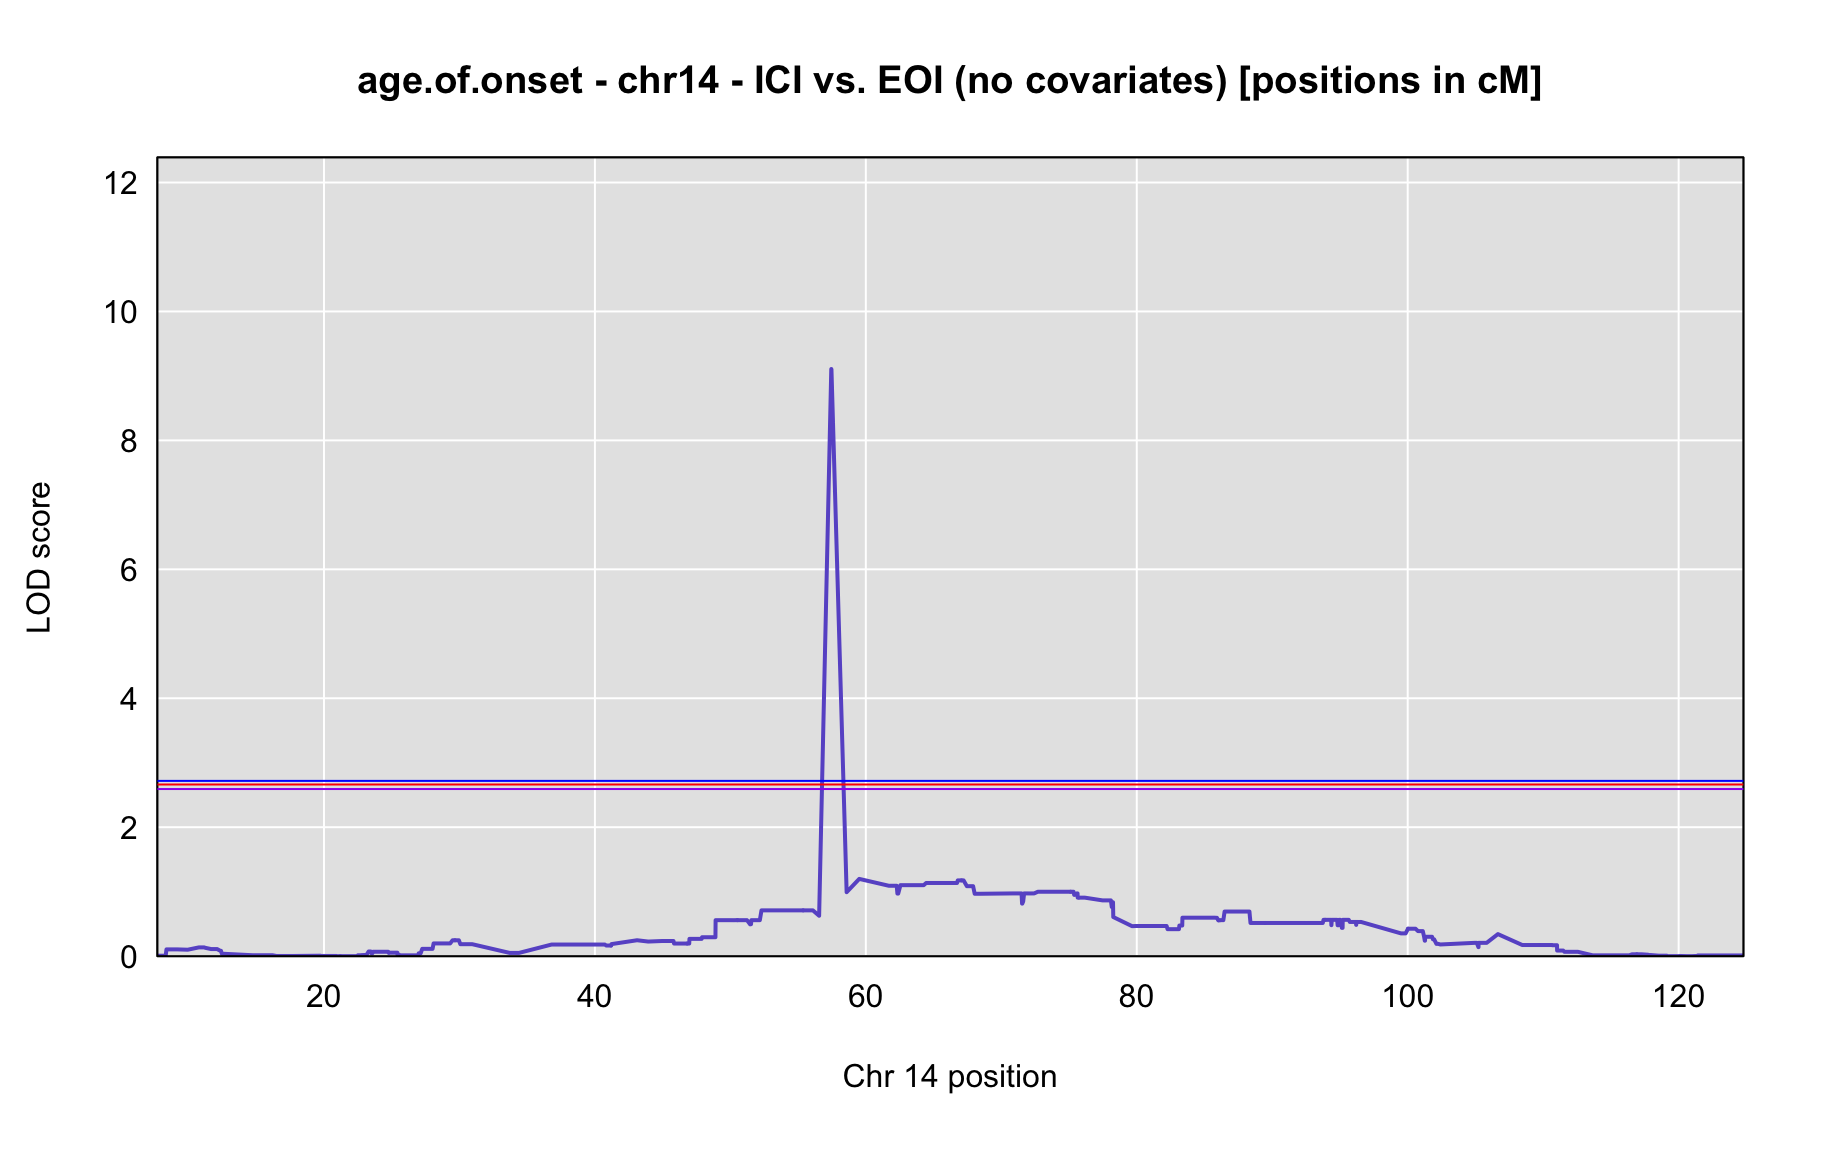 age.of.onset - chr14 - ICI vs. EOI (no covariates) [positions in cM]
12
10
8
6
4
2
0
LOD score
20 40 60 80 100 120
Chr 14 position